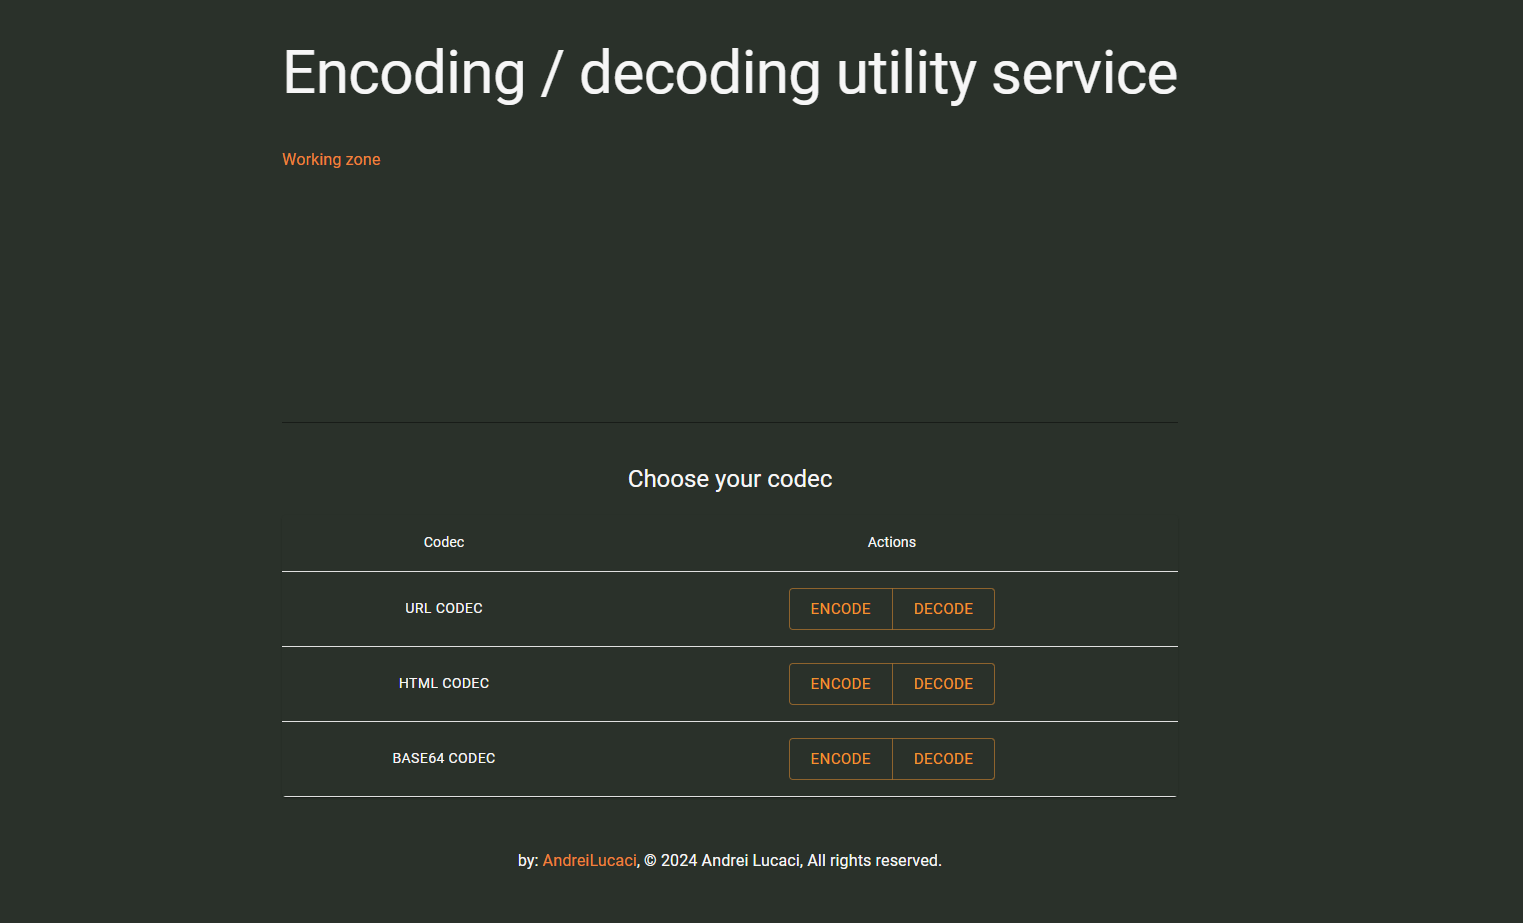 Encoding / decoding utility service
Working zone
Choose your codec
Codec Actions
URL CODEC ENCODE DECODE
HTML CODEC ENCODE DECODE
BASE64 CODEC ENCODE DECODE
by: AndreiLucaci, © 2024 Andrei Lucaci, All rights reserved.